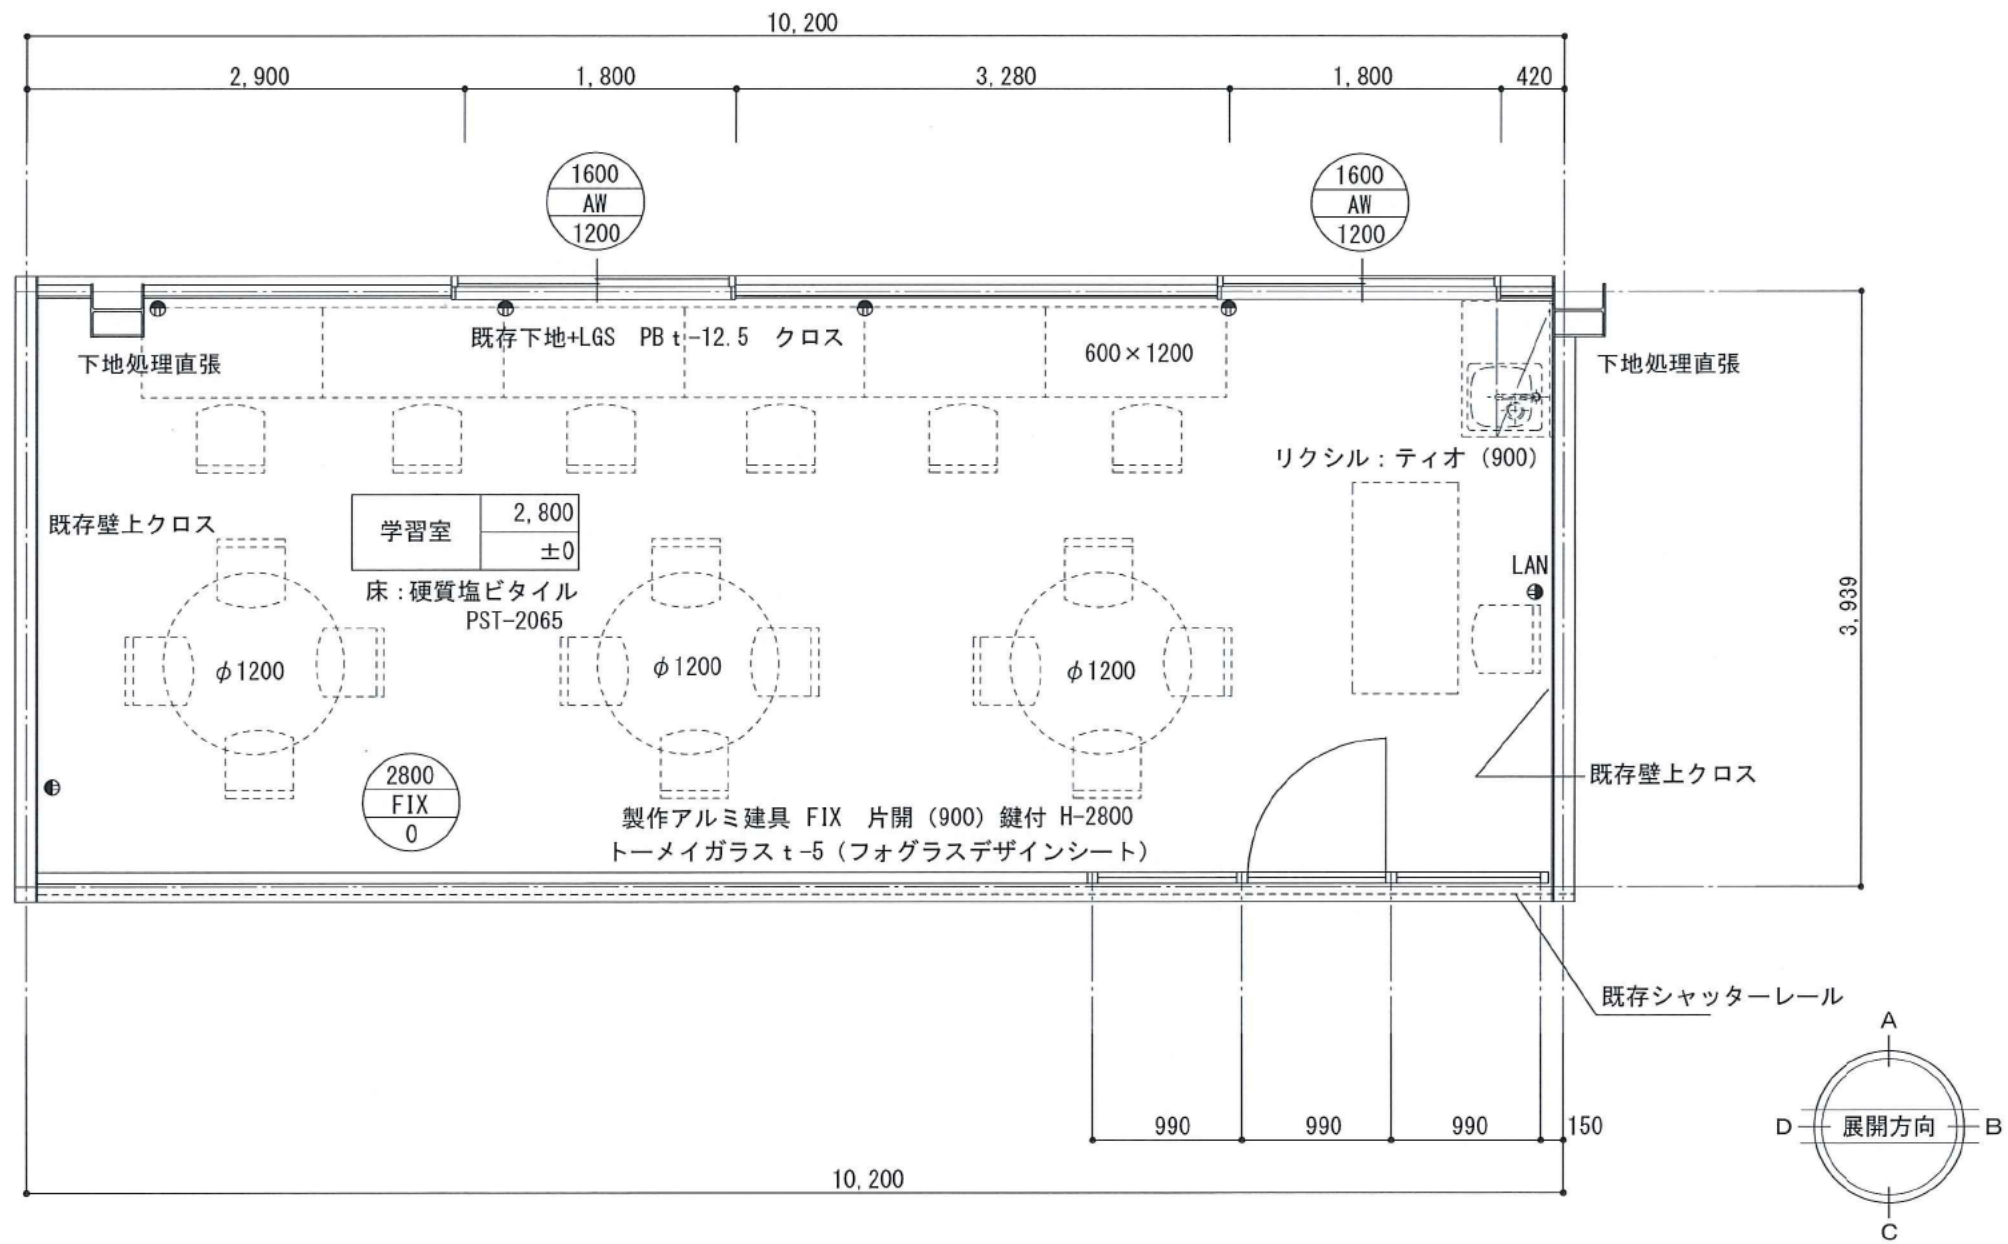 10,200
2,900
1,800
3,280
1,800
420
1600
AW
1200
1600
AW
1200
既存下地+LGS PBt-12.5 クロス
600×1200
下地処理直張
下地処理直張
リクシル:ティオ(900)
既存壁上クロス
学習室
2,800
±0
床:硬質塩ビタイル
PST-2065
LAN
3,939
φ1200
φ1200
φ1200
既存壁上クロス
2800
FIX
0
製作アルミ建具 FIX 片開(900)鍵付 H-2800
トーメイガラスt-5(フォグラスデザインシート)
既存シャッターレール
990
990
990
150
10,200
A
D
展開方向
B
C